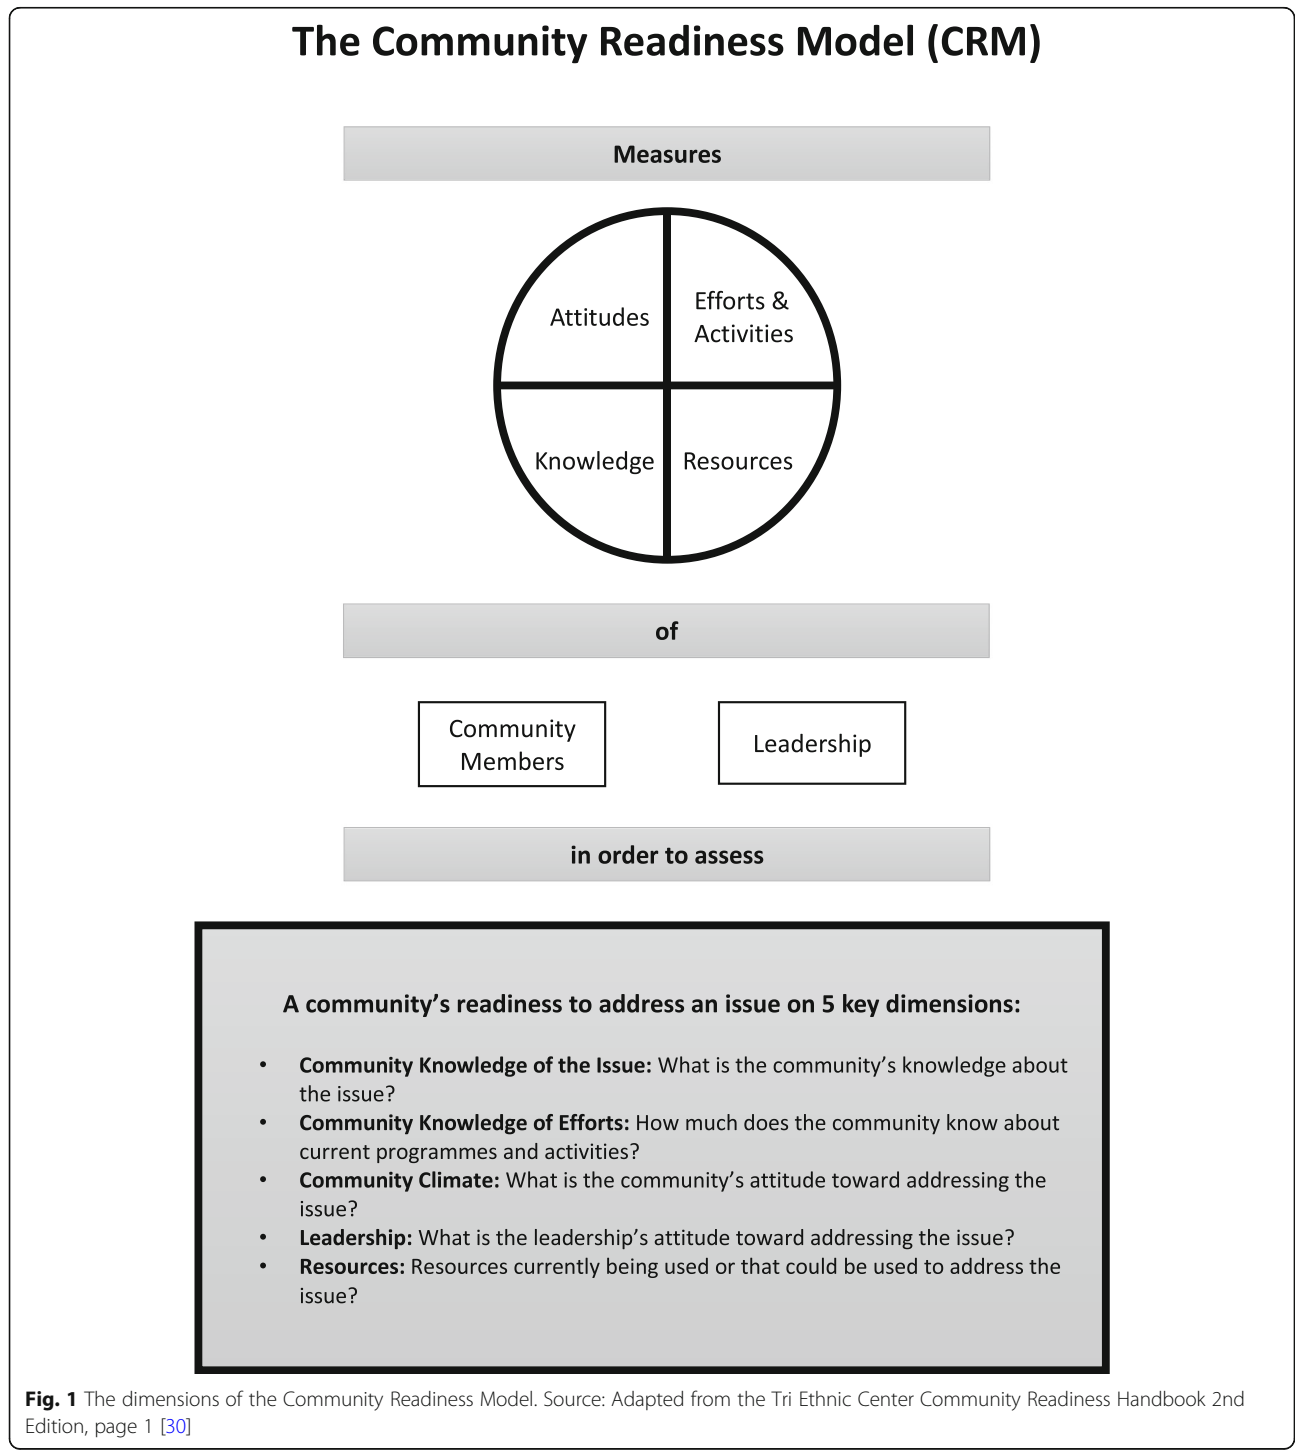 The Community Readiness Model (CRM)
Measures
Attitudes
Efforts &
Activities
Knowledge
Resources
of
Community
Members
Leadership
in order to assess
A community’s readiness to address an issue on 5 key dimensions:
• Community Knowledge of the Issue: What is the community’s knowledge about
the issue?
• Community Knowledge of Efforts: How much does the community know about
current programmes and activities?
• Community Climate: What is the community’s attitude toward addressing the
issue?
• Leadership: What is the leadership’s attitude toward addressing the issue?
• Resources: Resources currently being used or that could be used to address the
issue?
Fig. 1 The dimensions of the Community Readiness Model. Source: Adapted from the Tri Ethnic Center Community Readiness Handbook 2nd
Edition, page 1 [30]